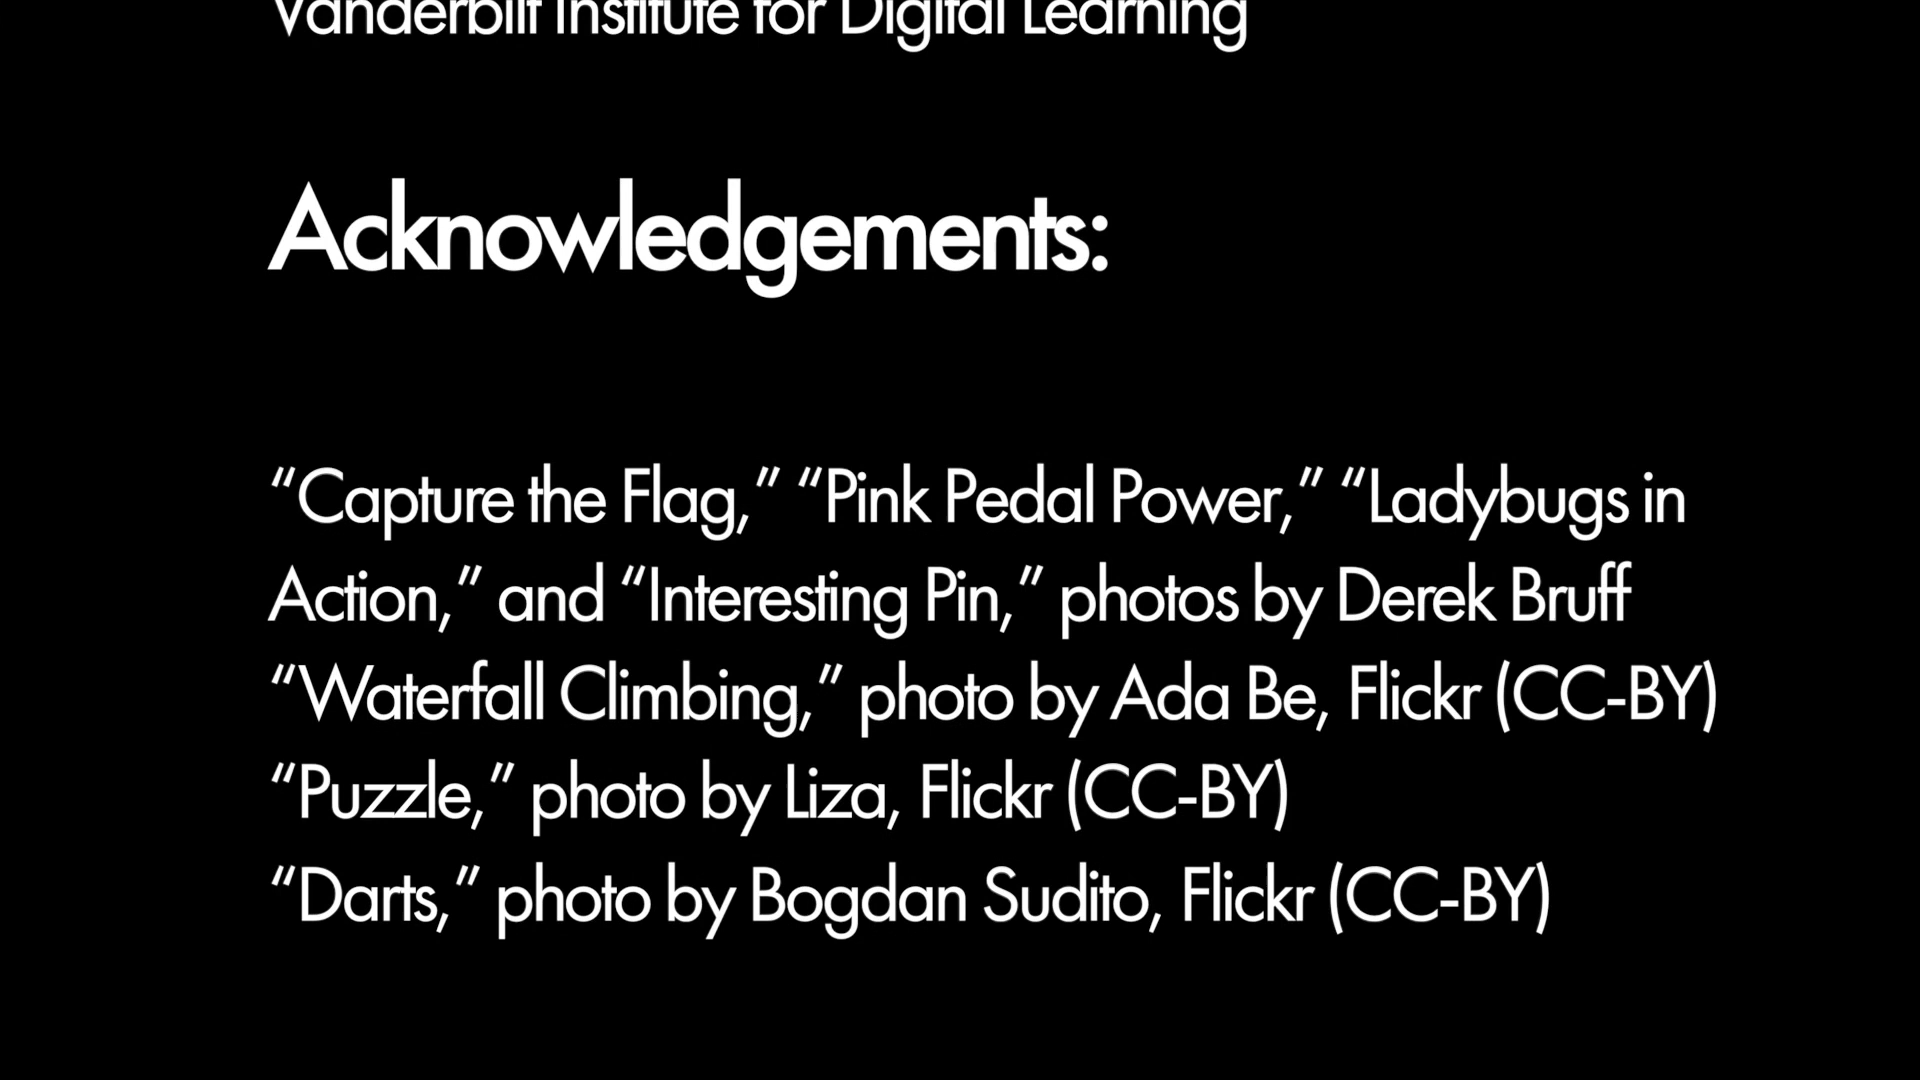 Vanderbilt Institute for Digital Learning
Acknowledgements:
“Capture the Flag,” “Pink Pedal Power,” “Ladybugs in
Action,” and “Interesting Pin,” photos by Derek Bruff
“Waterfall Climbing,” photo by Ada Be, Flickr (CC-BY)
“Puzzle,” photo by Liza, Flickr (CC-BY)
“Darts,” photo by Bogdan Sudito, Flickr (CC-BY)